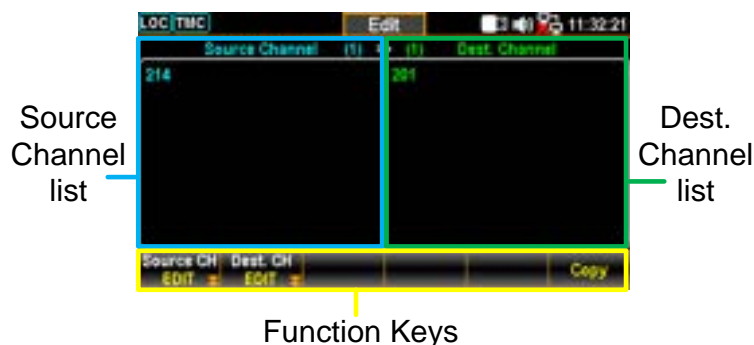 LOC TMC Edit 11:32:21
Source Channel (1) (1) Dest. Channel
214 201
Source Channel list
Dest. Channel list
Source CH Dest. CH
EDIT EDIT Copy
Function Keys